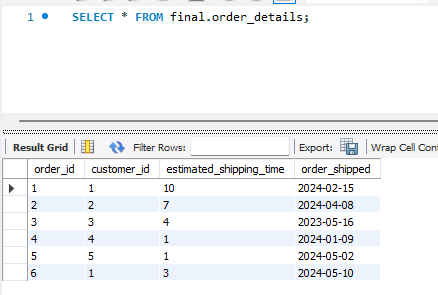 1 SELECT * FROM final.order_details;
Result Grid Filter Rows: Export: Wrap Cell Cont
order_id customer_id estimated_shipping_time order_shipped
1 1 10 2024-02-15
2 2 7 2024-04-08
3 3 4 2023-05-16
4 4 1 2024-01-09
5 5 1 2024-05-02
6 1 3 2024-05-10